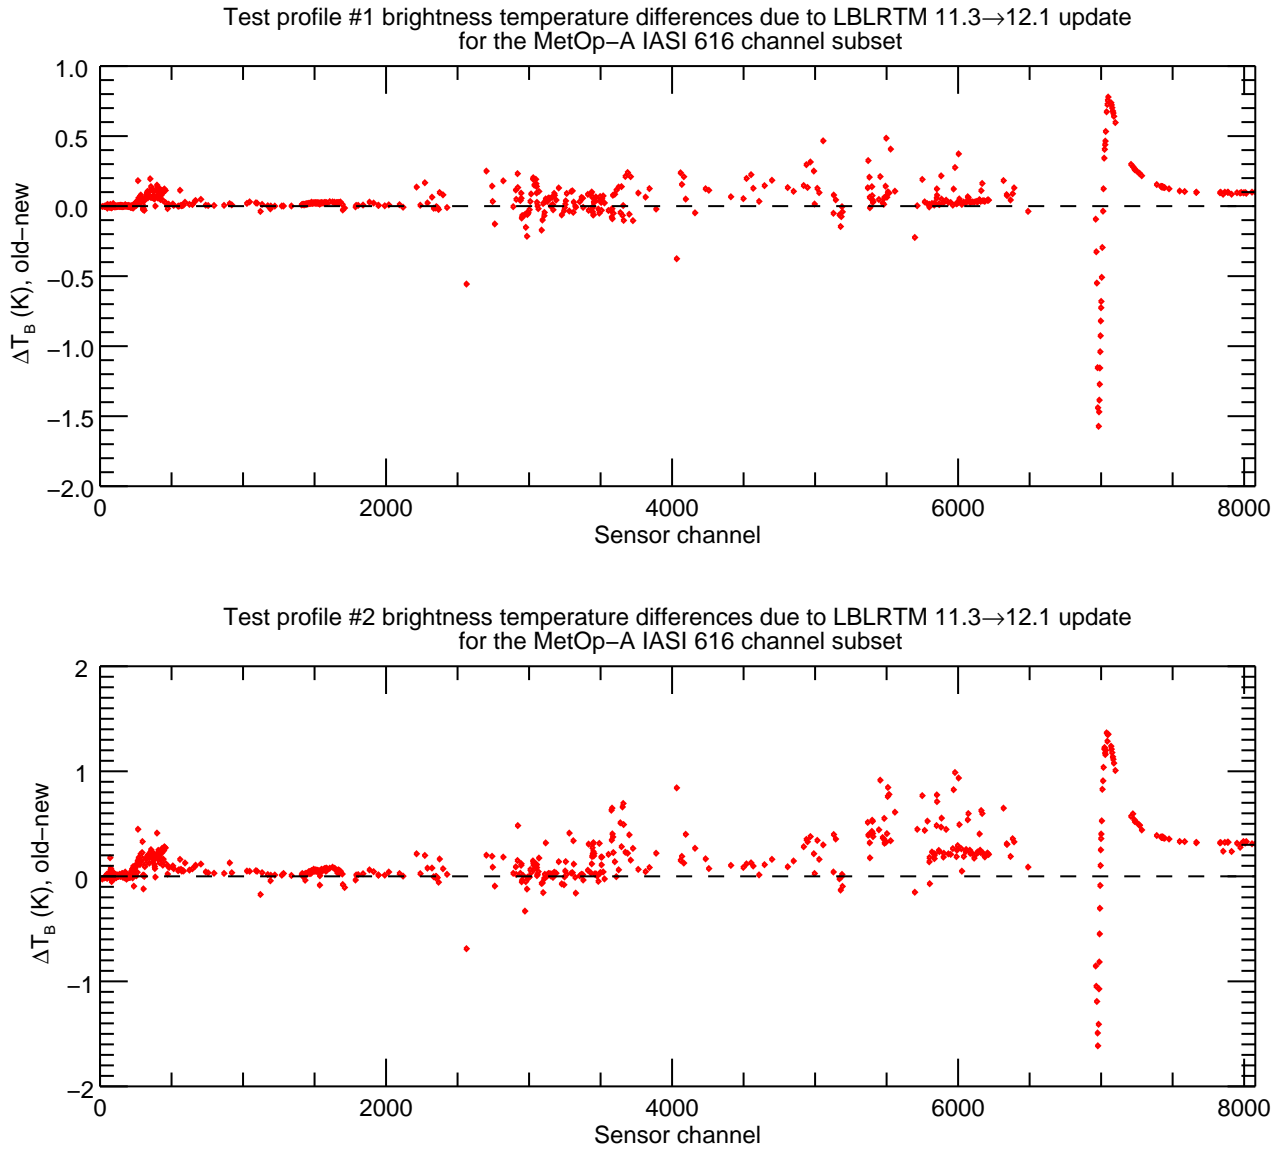 Test profile #1 brightness temperature differences due to LBLRTM 11.3→12.1 update
for the MetOp−A IASI 616 channel subset
1.0
0.5
0.0
−0.5
−1.0
−1.5
−2.0
ΔT_B (K), old−new
0 2000 4000 6000 8000
Sensor channel
Test profile #2 brightness temperature differences due to LBLRTM 11.3→12.1 update
for the MetOp−A IASI 616 channel subset
2
1
0
−1
−2
ΔT_B (K), old−new
0 2000 4000 6000 8000
Sensor channel